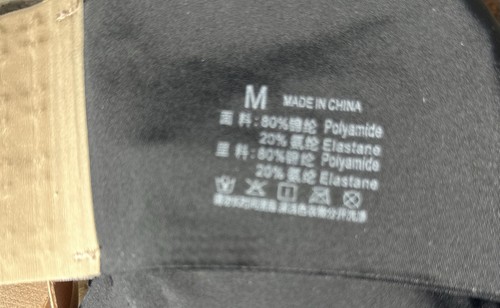 M MADE IN CHINA
面 料:80%锦纶 Polyamide
20% 氨纶 Elastane
里 料:80%锦纶 Polyamide
20% 氨纶 Elastane